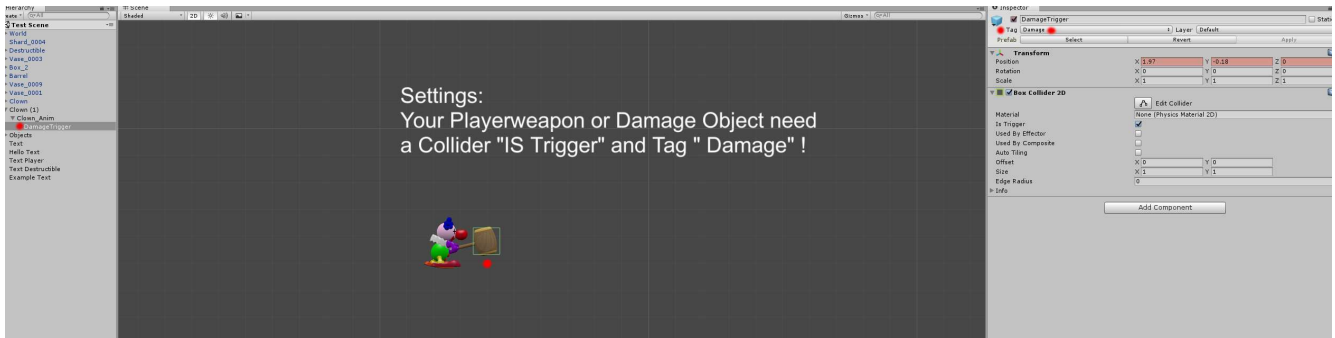 Hierarchy
Create
All
Test Scene
World
Shard_0004
Destructible
Vase_0003
Box_2
Barrel
Vase_0009
Vase_0001
Clown
Clown (1)
Clown_Anim
DamageTrigger
Objects
Text
Hello Text
Text Player
Text Destructible
Example Text
Scene
Shaded
2D
Gizmos
All
Settings:
Your Playerweapon or Damage Object need
a Collider "IS Trigger" and Tag " Damage" !
Inspector
DamageTrigger
Tag Damage Layer Default
Prefab Select Revert Apply
Transform
Position X 1.97 Y -0.18 Z 0
Rotation X 0 Y 0 Z 0
Scale X 1 Y 1 Z 1
Box Collider 2D
Edit Collider
Material None (Physics Material 2D)
Is Trigger
Used By Effector
Used By Composite
Auto Tiling
Offset X 0 Y 0
Size X 1 Y 1
Edge Radius 0
Info
Add Component